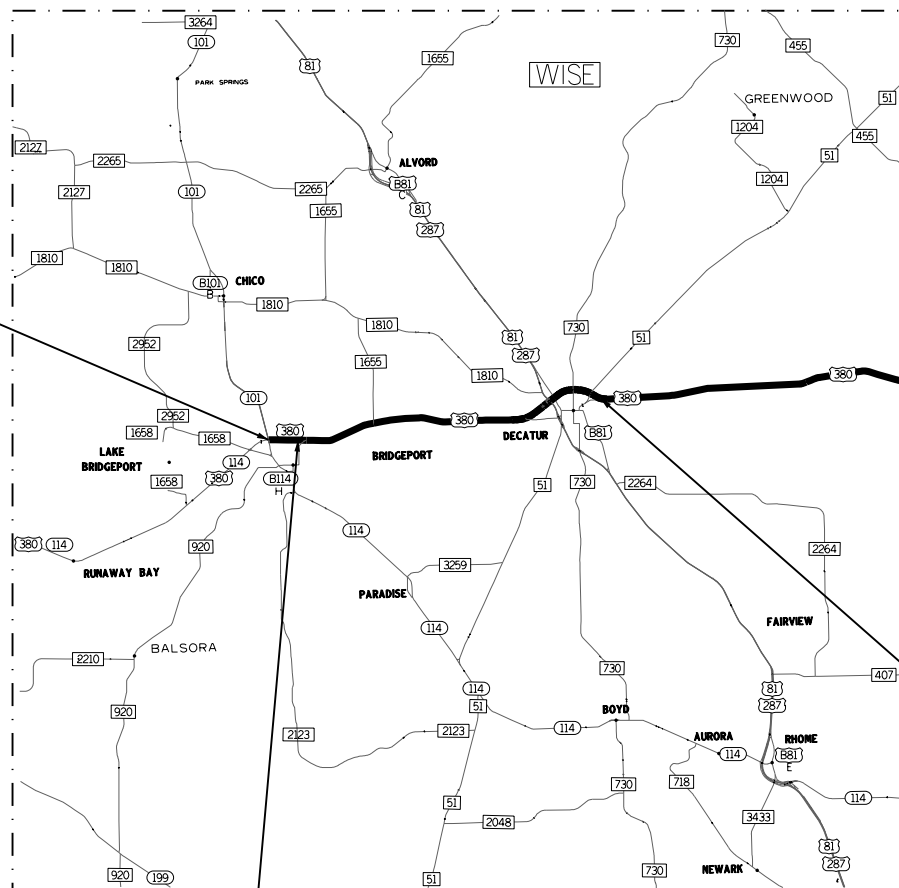 3264
730
101
455
1655
81
WISE
PARK SPRINGS
GREENWOOD
51
1204
455
2127
51
2265
ALVORD
1204
2127
101
2265
B81
C
1655
81
287
1810
1810
B101
B
CHICO
1810
1810
730
51
81
2952
287
1655
1810
380
101
380
2952
380
380
1658
1658
DECATUR
B81
LAKE
BRIDGEPORT
BRIDGEPORT
114
380
B114
H
1658
51
730
2264
114
380
114
920
2264
RUNAWAY BAY
3259
PARADISE
FAIRVIEW
114
BALSORA
2210
730
407
114
81
51
287
920
BOYD
2123
2123
114
AURORA
RHOME
114
B81
E
730
718
51
114
2048
3433
81
NEWARK
287
920
199
51
730